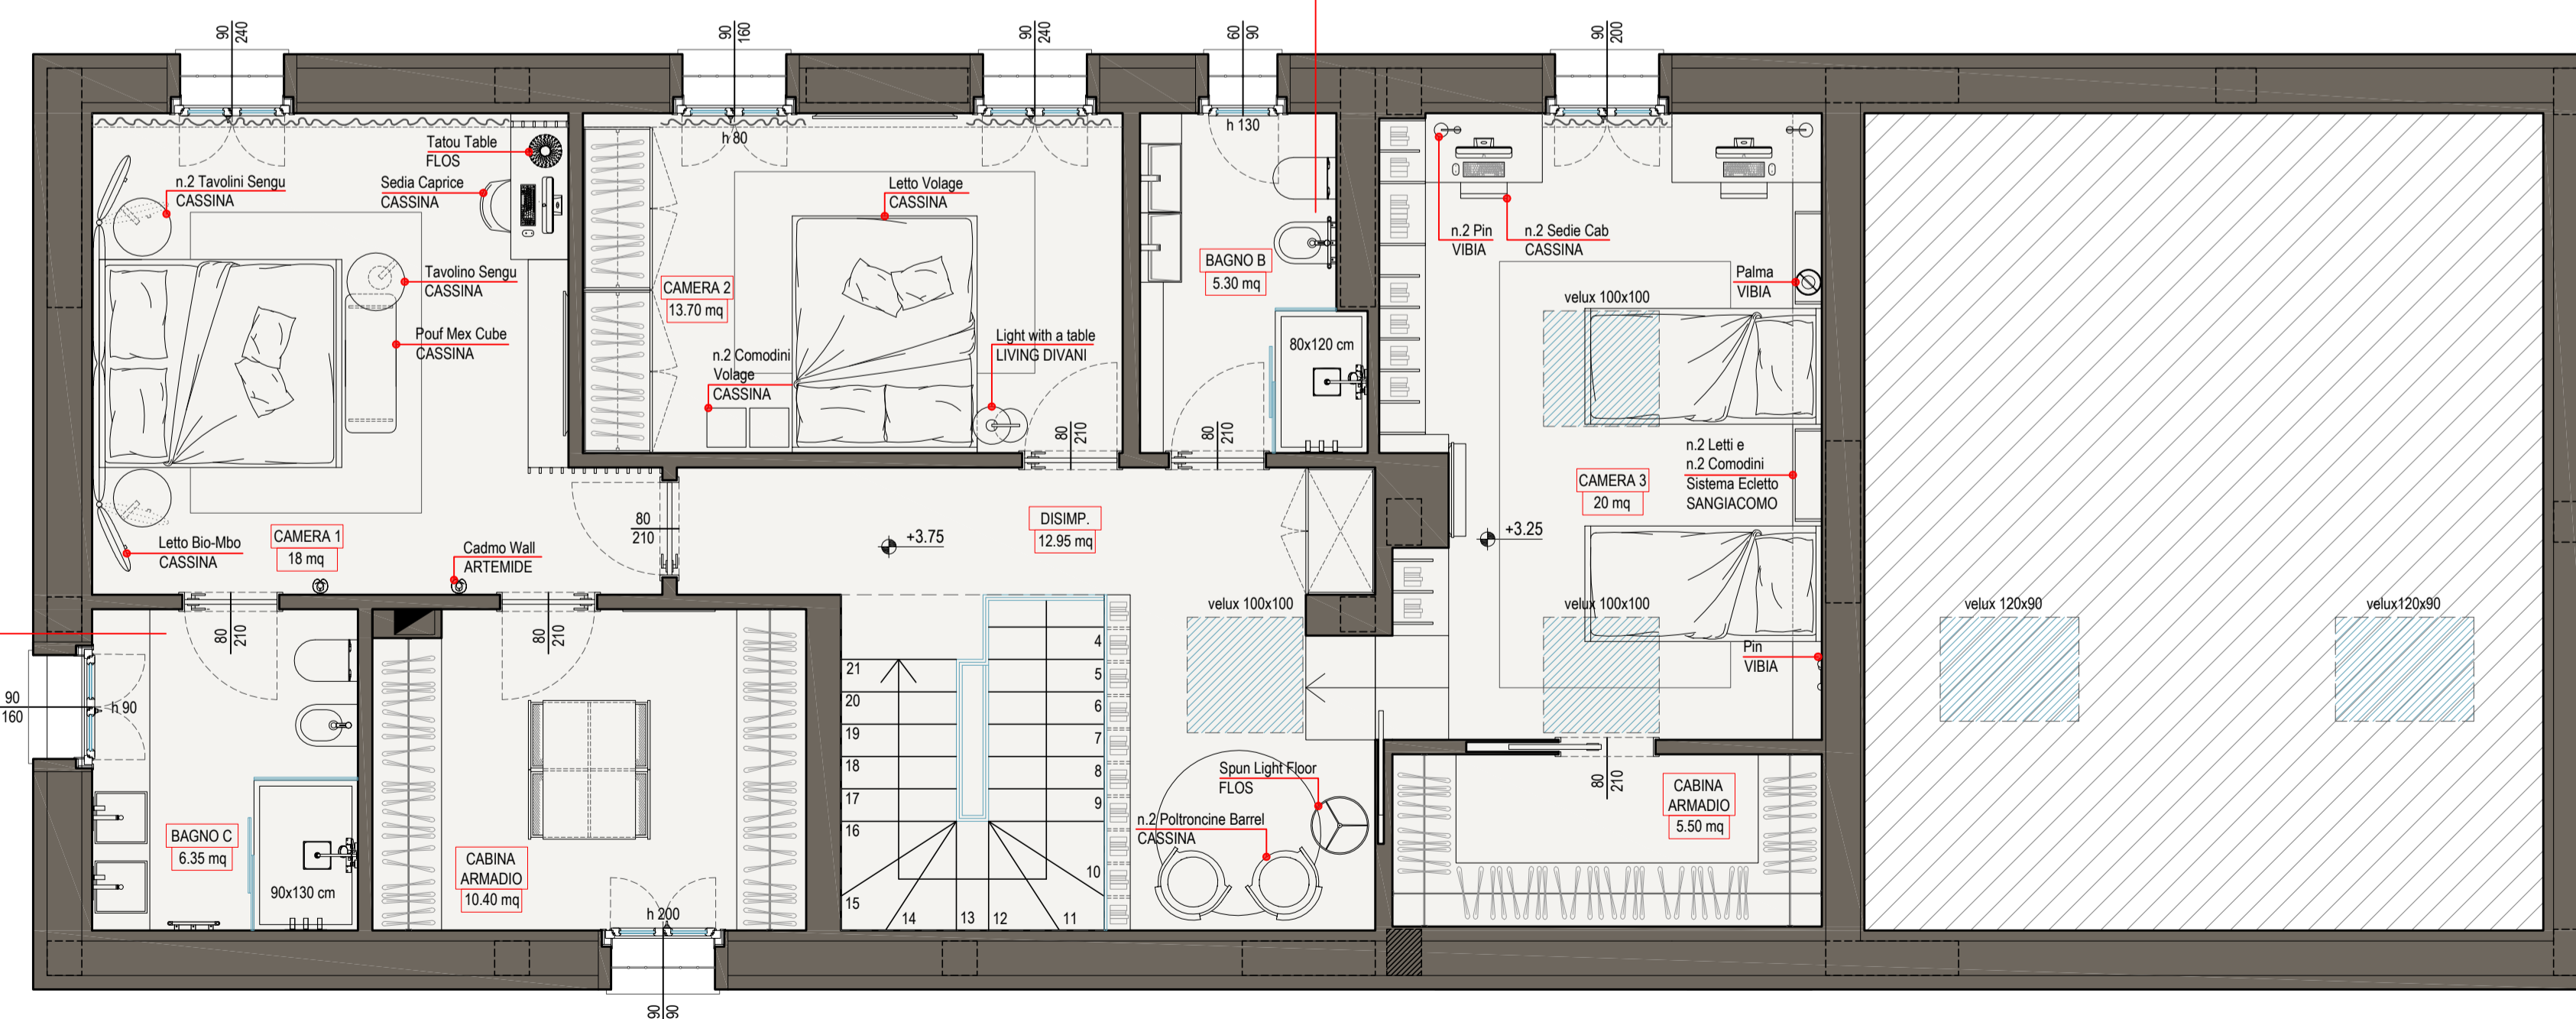 90
240
90
160
90
240
60
90
90
200
h 80
h 130
Tatou Table
FLOS
n.2 Tavolini Sengu
CASSINA
Sedia Caprice
CASSINA
Tavolino Sengu
CASSINA
Pouf Mex Cube
CASSINA
Letto Bio-Mbo
CASSINA
CAMERA 1
18 mq
Cadmo Wall
ARTEMIDE
80
210
CAMERA 2
13.70 mq
Letto Volage
CASSINA
n.2 Comodini
Volage
CASSINA
Light with a table
LIVING DIVANI
80
210
BAGNO B
5.30 mq
80x120 cm
80
210
n.2 Pin
VIBIA
n.2 Sedie Cab
CASSINA
Palma
VIBIA
velux 100x100
n.2 Letti e
n.2 Comodini
Sistema Ecletto
SANGIACOMO
CAMERA 3
20 mq
+3.25
velux 100x100
Pin
VIBIA
DISIMP.
12.95 mq
+3.75
velux 100x100
velux 120x90
velux120x90
90
160
h 90
80
210
BAGNO C
6.35 mq
90x130 cm
80
210
CABINA
ARMADIO
10.40 mq
h 200
90
90
4
5
6
7
8
9
10
11
12
13
14
15
16
17
18
19
20
21
Spun Light Floor
FLOS
n.2 Poltroncine Barrel
CASSINA
80
210
CABINA
ARMADIO
5.50 mq